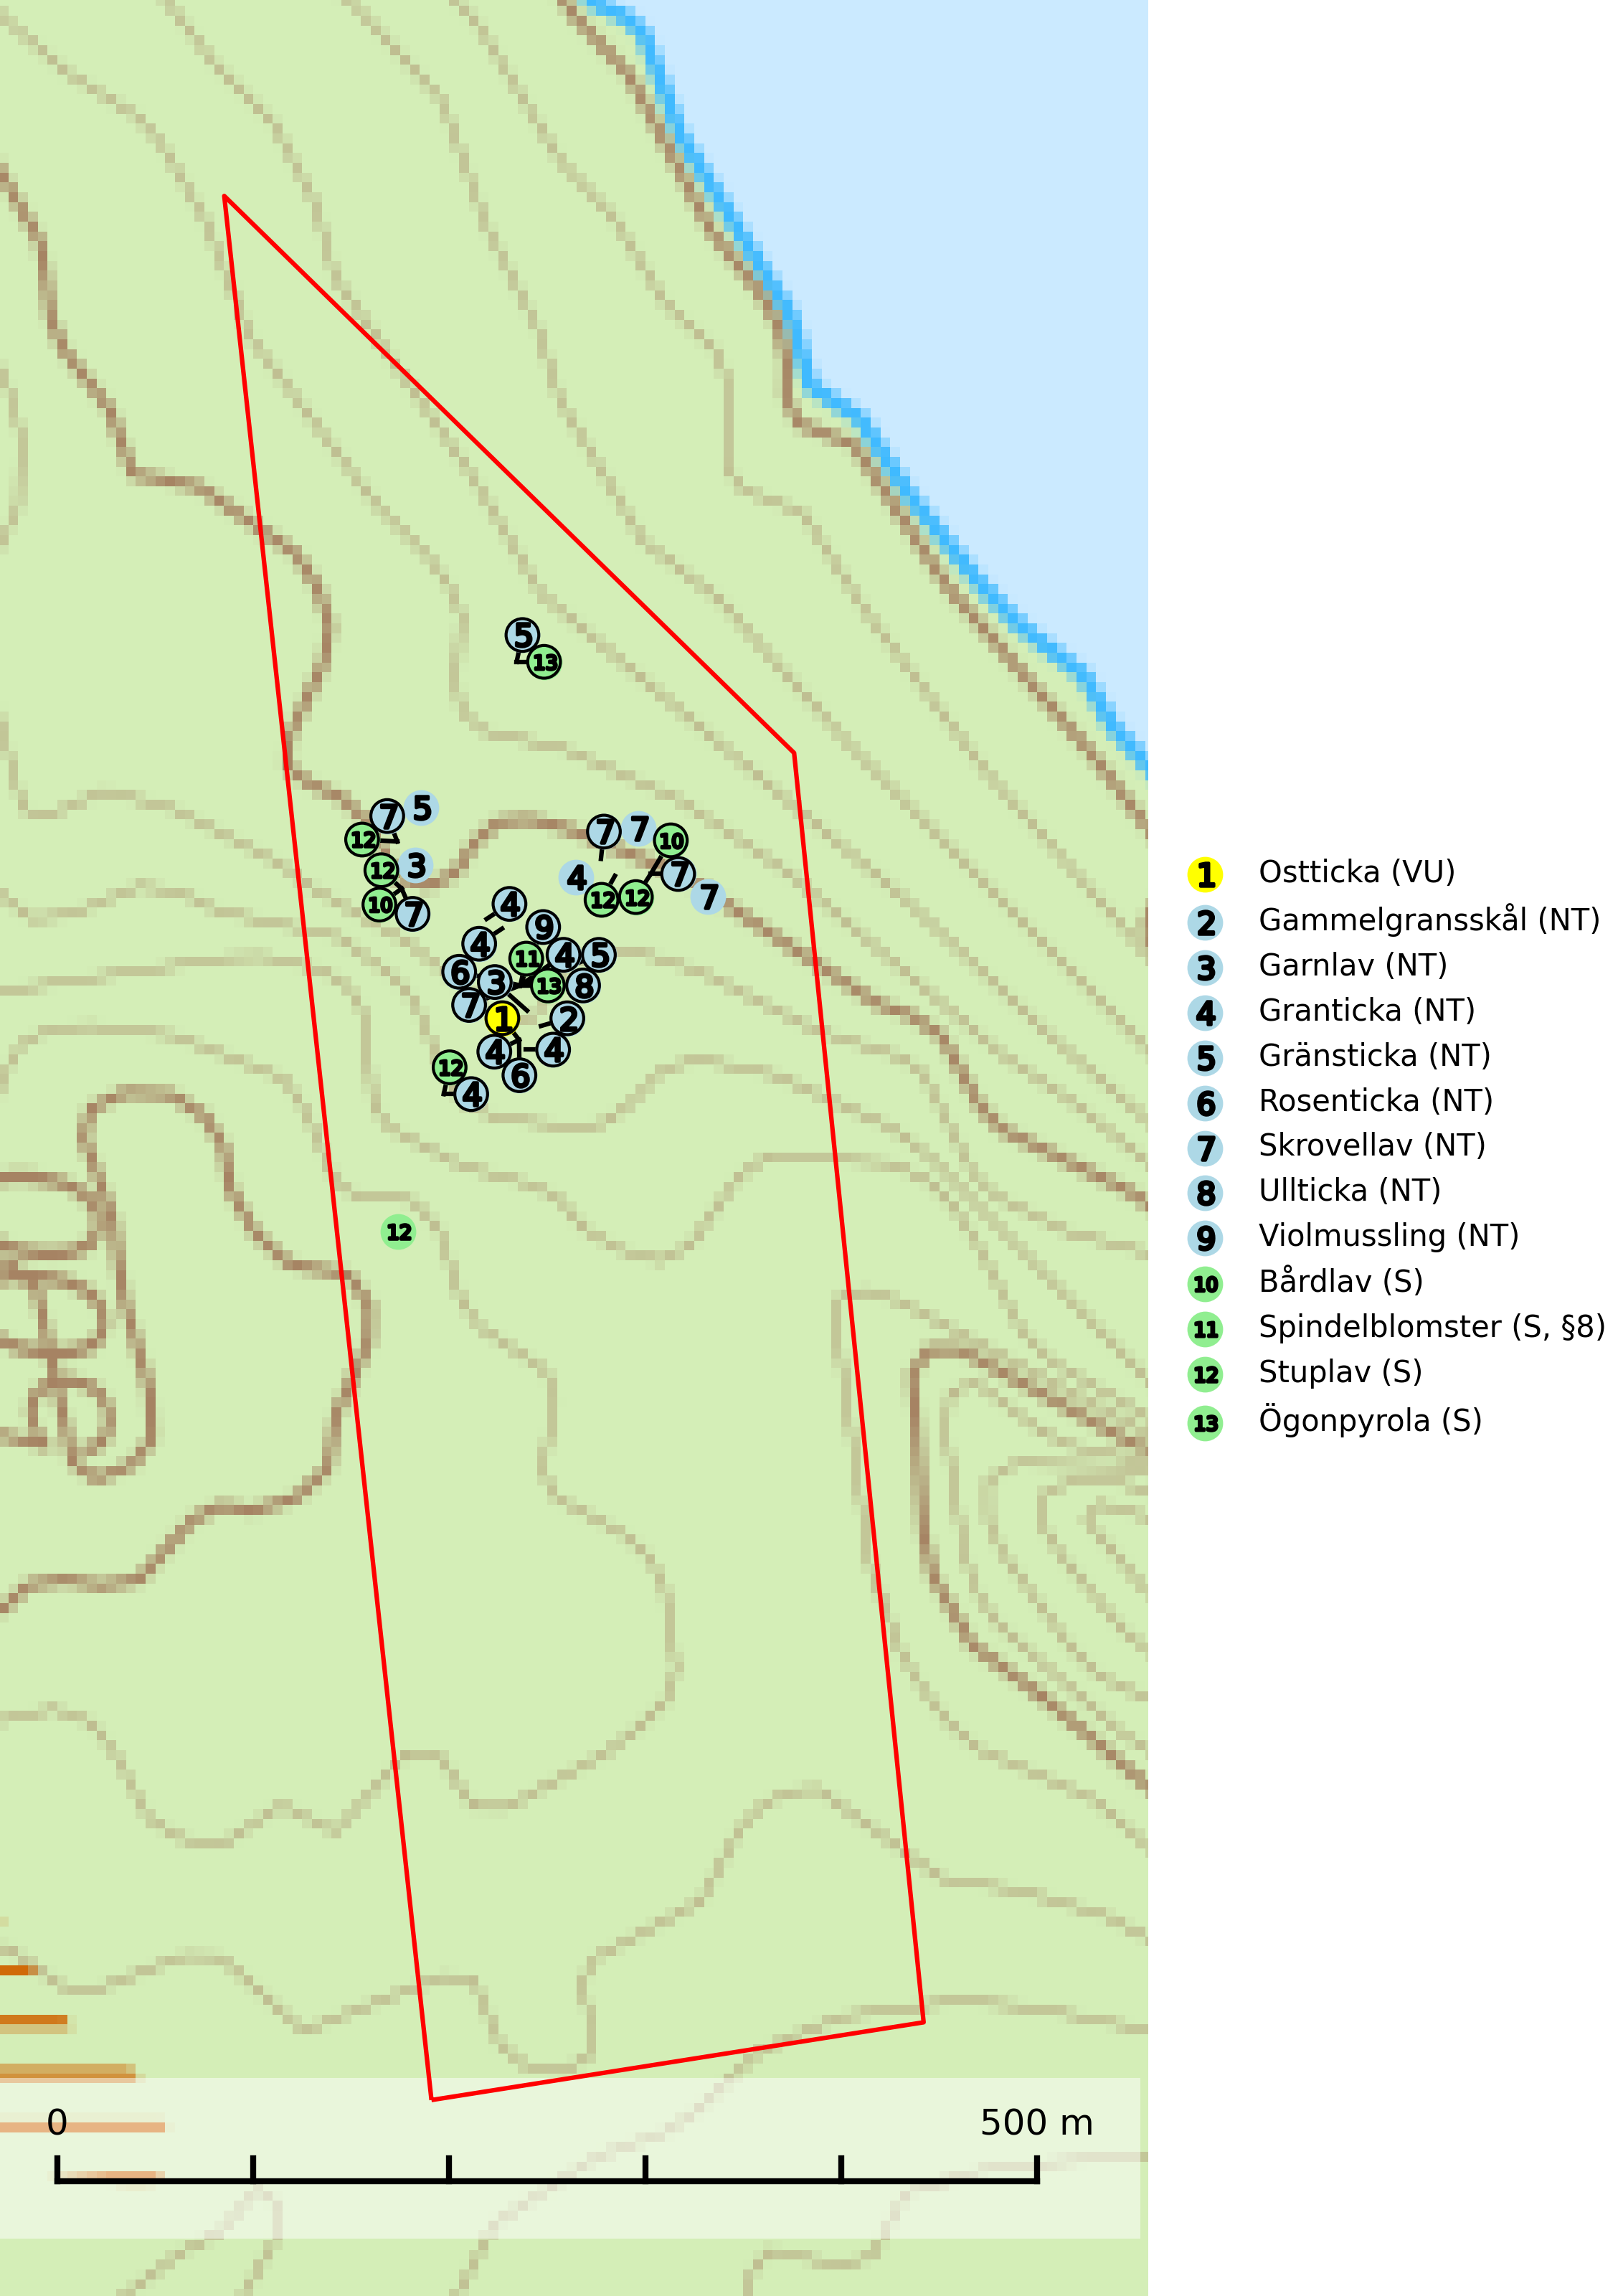 5
13
7 5
12
12 3
10 7
7 7 10
4 7
12 12 7
4
9
4
11 4 5
6 3 13 8
7 1 2
4 4
12 6
4
12
1 Ostticka (VU)
2 Gammelgransskål (NT)
3 Garnlav (NT)
4 Granticka (NT)
5 Gränsticka (NT)
6 Rosenticka (NT)
7 Skrovellav (NT)
8 Ullticka (NT)
9 Violmussling (NT)
10 Bårdlav (S)
11 Spindelblomster (S, §8)
12 Stuplav (S)
13 Ögonpyrola (S)
0 500 m